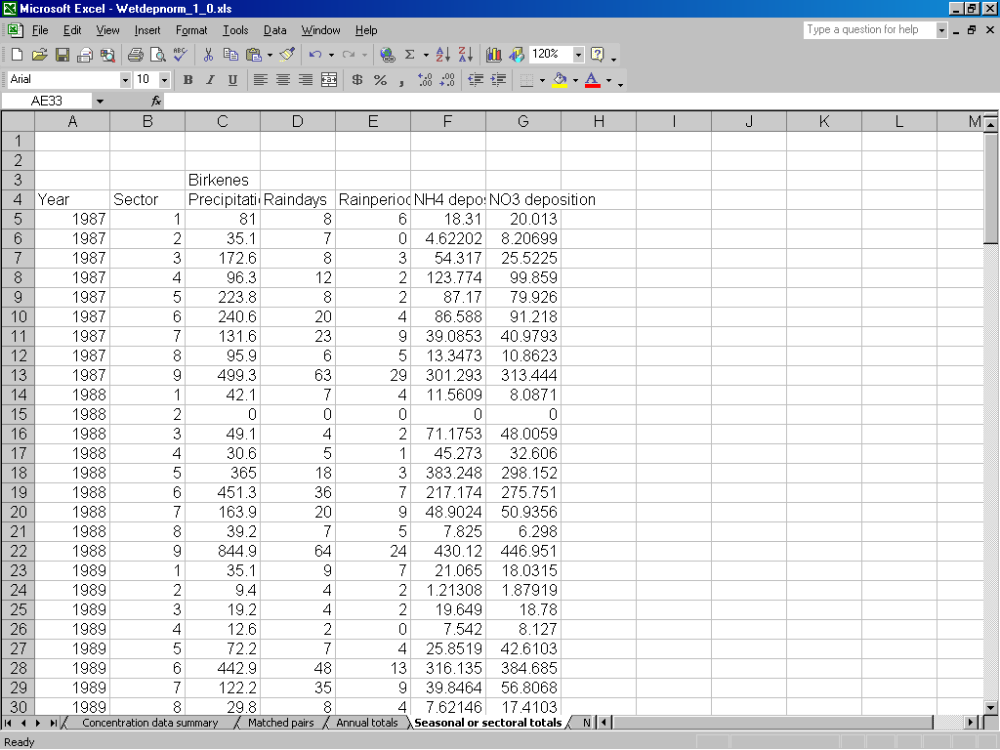 Microsoft Excel - Wetdepnorm_1_0.xls
File Edit View Insert Format Tools Data Window Help Type a question for help
120%
Arial 10 B I U $ % ,
AE33 fx
A B C D E F G H I J K L M
1
2
3 Birkenes
4 Year Sector Precipitati Raindays Rainperiod NH4 depos NO3 deposition
5 1987 1 81 8 6 18.31 20.013
6 1987 2 35.1 7 0 4.62202 8.20699
7 1987 3 172.6 8 3 54.317 25.5225
8 1987 4 96.3 12 2 123.774 99.859
9 1987 5 223.8 8 2 87.17 79.926
10 1987 6 240.6 20 4 86.588 91.218
11 1987 7 131.6 23 9 39.0853 40.9793
12 1987 8 95.9 6 5 13.3473 10.8623
13 1987 9 499.3 63 29 301.293 313.444
14 1988 1 42.1 7 4 11.5609 8.0871
15 1988 2 0 0 0 0 0
16 1988 3 49.1 4 2 71.1753 48.0059
17 1988 4 30.6 5 1 45.273 32.606
18 1988 5 365 18 3 383.248 298.152
19 1988 6 451.3 36 7 217.174 275.751
20 1988 7 163.9 20 9 48.9024 50.9356
21 1988 8 39.2 7 5 7.825 6.298
22 1988 9 844.9 64 24 430.12 446.951
23 1989 1 35.1 9 7 21.065 18.0315
24 1989 2 9.4 4 2 1.21308 1.87919
25 1989 3 19.2 4 2 19.649 18.78
26 1989 4 12.6 2 0 7.542 8.127
27 1989 5 72.2 7 4 25.8519 42.6103
28 1989 6 442.9 48 13 316.135 384.685
29 1989 7 122.2 35 9 39.8464 56.8068
30 1989 8 29.8 8 4 7.62146 17.4103
Concentration data summary Matched pairs Annual totals Seasonal or sectoral totals N
Ready